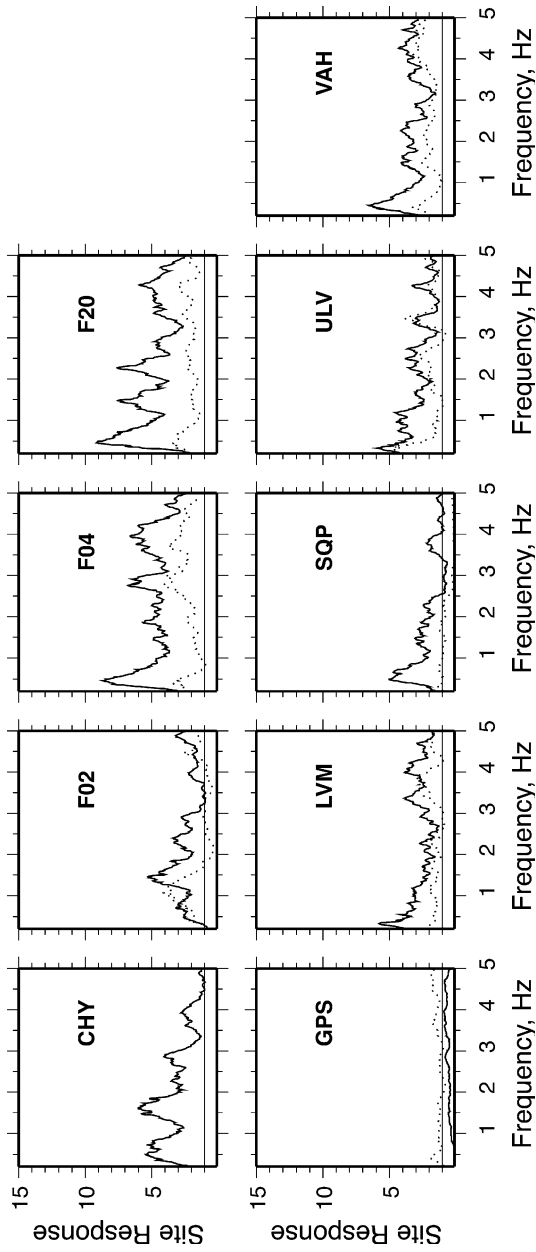 CHY
F02
F04
F20
15
10
5
Site Response
GPS
LVM
SQP
ULV
VAH
15
10
5
Site Response
1 2 3 4 5
1 2 3 4 5
1 2 3 4 5
1 2 3 4 5
1 2 3 4 5
Frequency, Hz
Frequency, Hz
Frequency, Hz
Frequency, Hz
Frequency, Hz